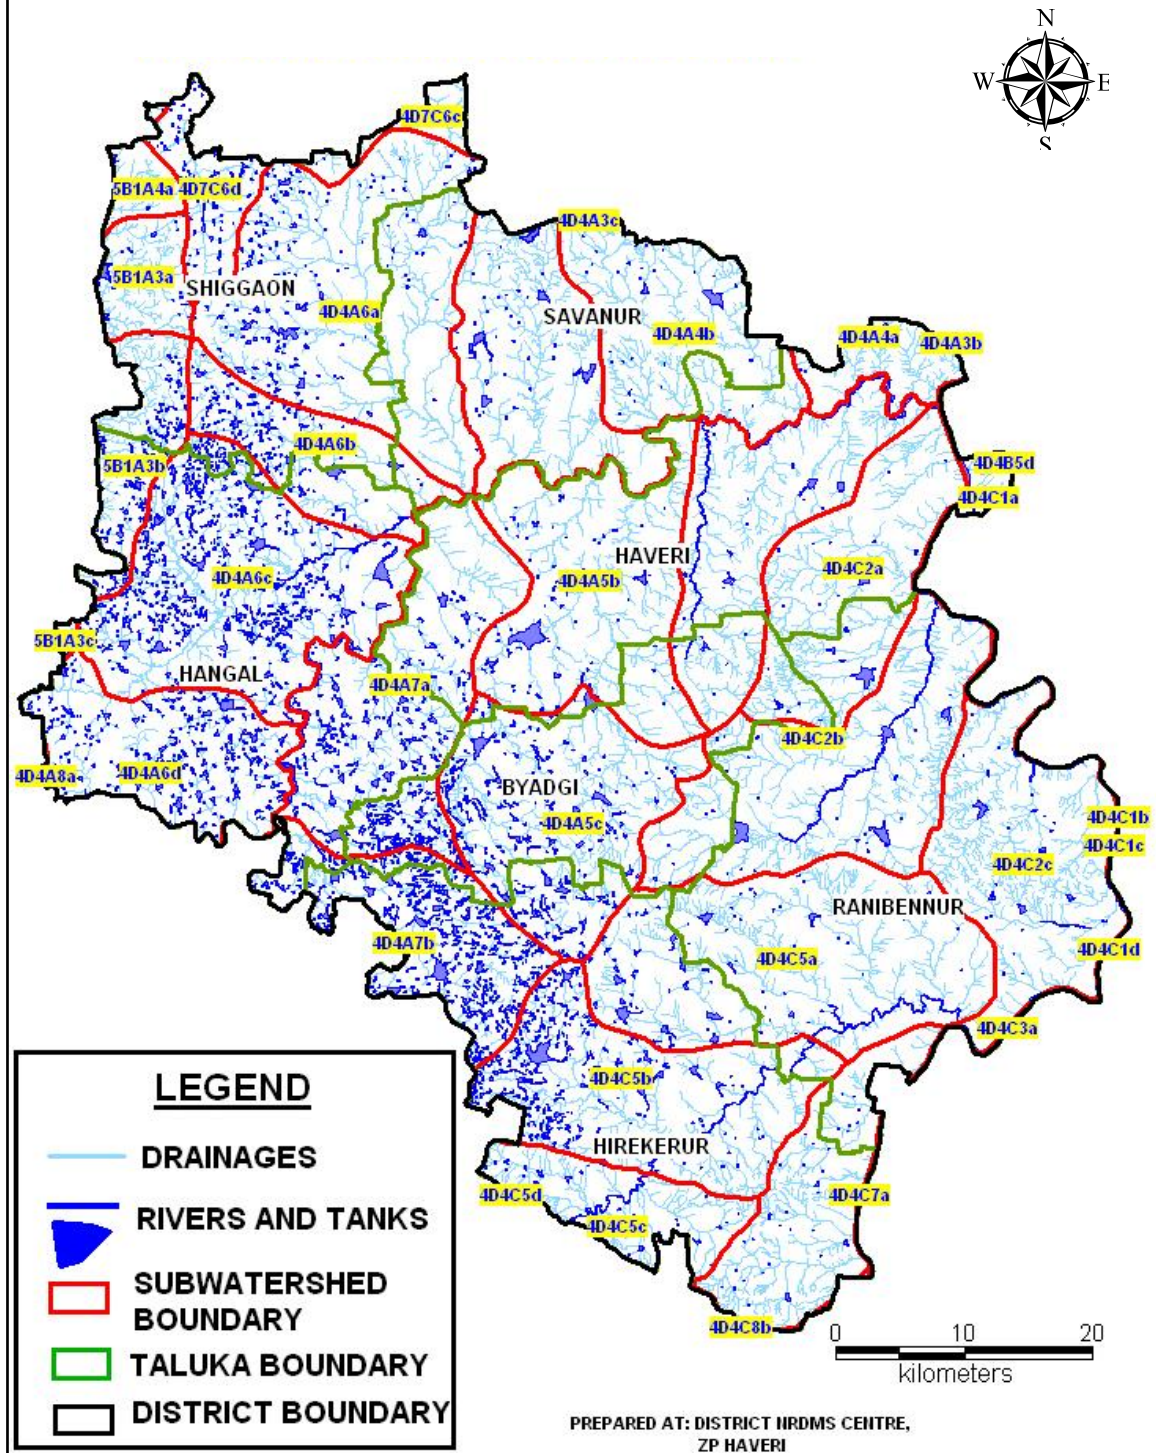 N
W E
S
4D7C6c
5B1A4a 4D7C6d
4D4A3c
5B1A3a
SHIGGAON
4D4A6a
SAVANUR
4D4A4b
4D4A4a
4D4A3b
4D4A6b
5B1A3b
4D4B5d
4D4C1a
HAVERI
4D4C2a
4D4A6c
4D4A5b
5B1A3c
HANGAL
4D4A7a
4D4C2b
4D4A8a
4D4A6d
BYADGI
4D4A5c
4D4C1b
4D4C1c
4D4C2c
RANIBENNUR
4D4A7b
4D4C5a
4D4C1d
4D4C3a
4D4C5b
HIREKERUR
4D4C5d
4D4C7a
4D4C5c
4D4C8b
LEGEND
DRAINAGES
RIVERS AND TANKS
SUBWATERSHED
BOUNDARY
TALUKA BOUNDARY
DISTRICT BOUNDARY
0 10 20
kilometers
PREPARED AT: DISTRICT NRDMS CENTRE,
ZP HAVERI